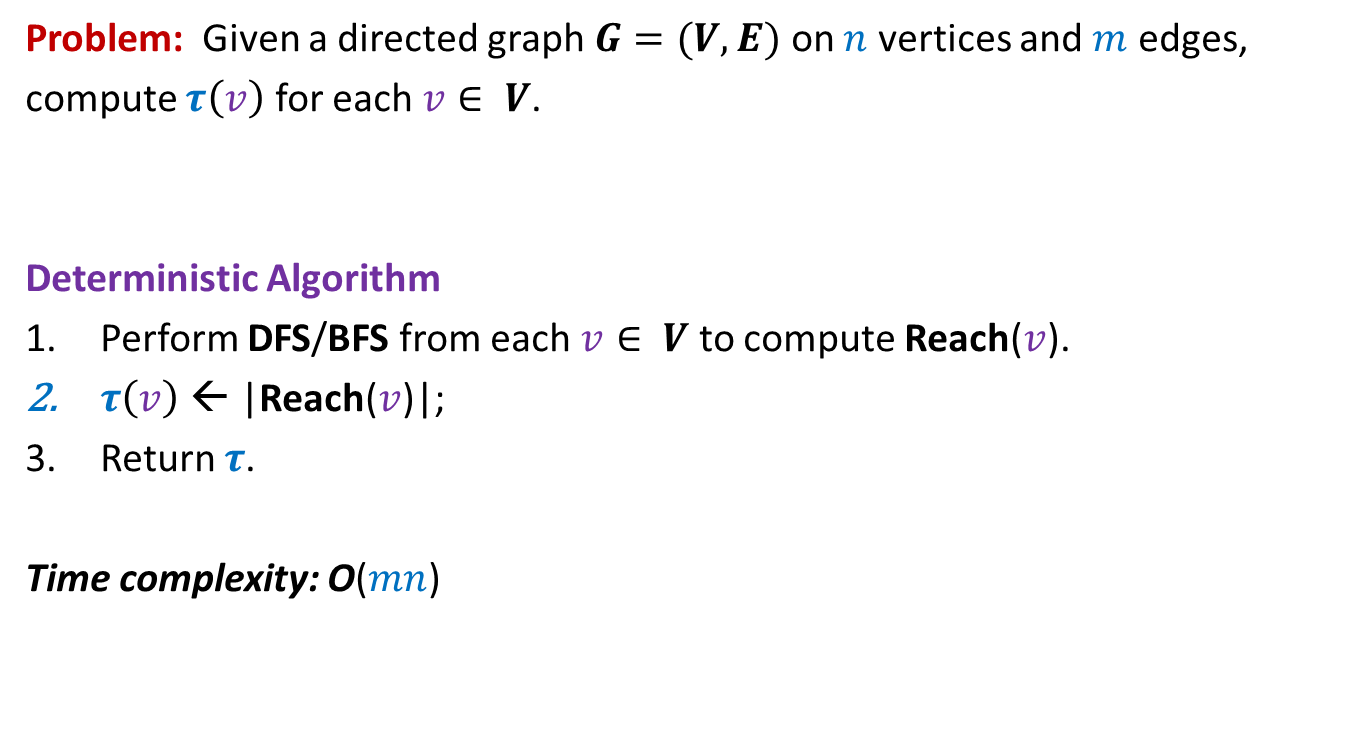 Problem: Given a directed graph G = (V, E) on n vertices and m edges,
compute τ(v) for each v ∈ V.
Deterministic Algorithm
1. Perform DFS/BFS from each v ∈ V to compute Reach(v).
2. τ(v) ← |Reach(v)|;
3. Return τ.
Time complexity: O(mn)